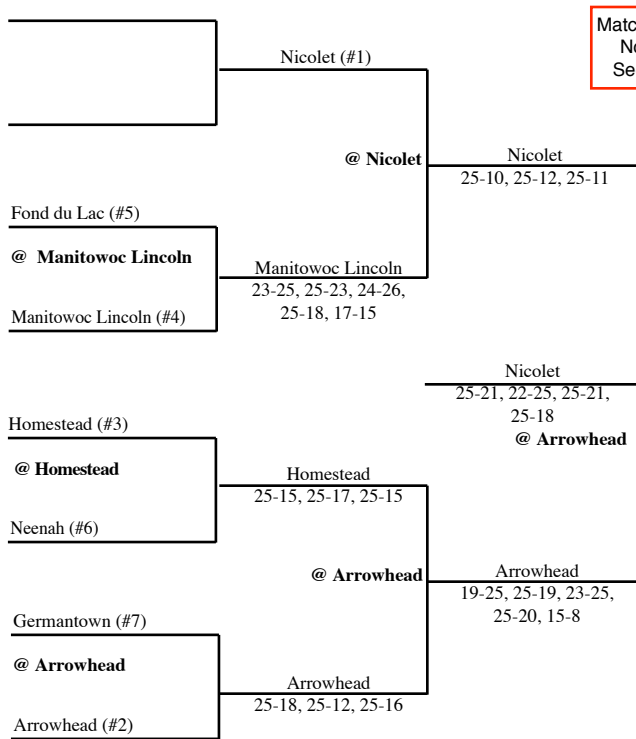 Nicolet (#1)
@ Nicolet
Nicolet
25-10, 25-12, 25-11
Fond du Lac (#5)
@ Manitowoc Lincoln
Manitowoc Lincoln
23-25, 25-23, 24-26,
25-18, 17-15
Manitowoc Lincoln (#4)
Nicolet
25-21, 22-25, 25-21,
25-18
@ Arrowhead
Homestead (#3)
@ Homestead
Homestead
25-15, 25-17, 25-15
Neenah (#6)
@ Arrowhead
Arrowhead
19-25, 25-19, 23-25,
25-20, 15-8
Germantown (#7)
@ Arrowhead
Arrowhead
25-18, 25-12, 25-16
Arrowhead (#2)